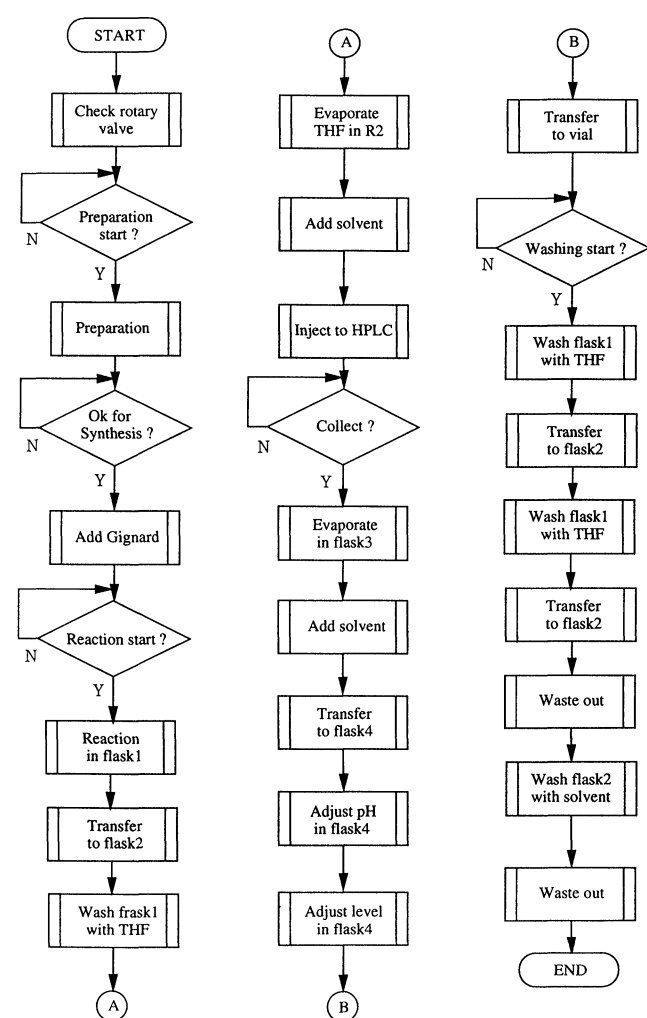 START
Check rotary
valve
Preparation
start ?
N
Y
Preparation
Ok for
Synthesis ?
N
Y
Add Gignard
Reaction start ?
N
Y
Reaction
in flask1
Transfer
to flask2
Wash frask1
with THF
A
A
Evaporate
THF in R2
Add solvent
Inject to HPLC
Collect ?
N
Y
Evaporate
in flask3
Add solvent
Transfer
to flask4
Adjust pH
in flask4
Adjust level
in flask4
B
B
Transfer
to vial
Washing start ?
N
Y
Wash flask1
with THF
Transfer
to flask2
Wash flask1
with THF
Transfer
to flask2
Waste out
Wash flask2
with solvent
Waste out
END